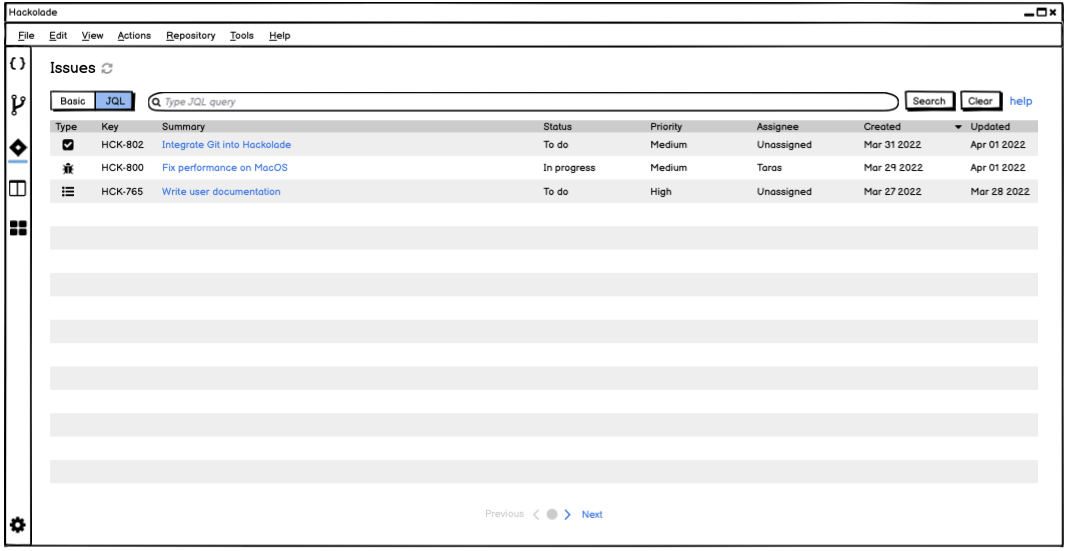 Hackolade
File Edit View Actions Repository Tools Help
{ }
Issues
Basic JQL Type JQL query Search Clear help
Type Key Summary Status Priority Assignee Created Updated
HCK-802 Integrate Git into Hackolade To do Medium Unassigned Mar 31 2022 Apr 01 2022
HCK-800 Fix performance on MacOS In progress Medium Taras Mar 29 2022 Apr 01 2022
HCK-765 Write user documentation To do High Unassigned Mar 27 2022 Mar 28 2022
Previous Next